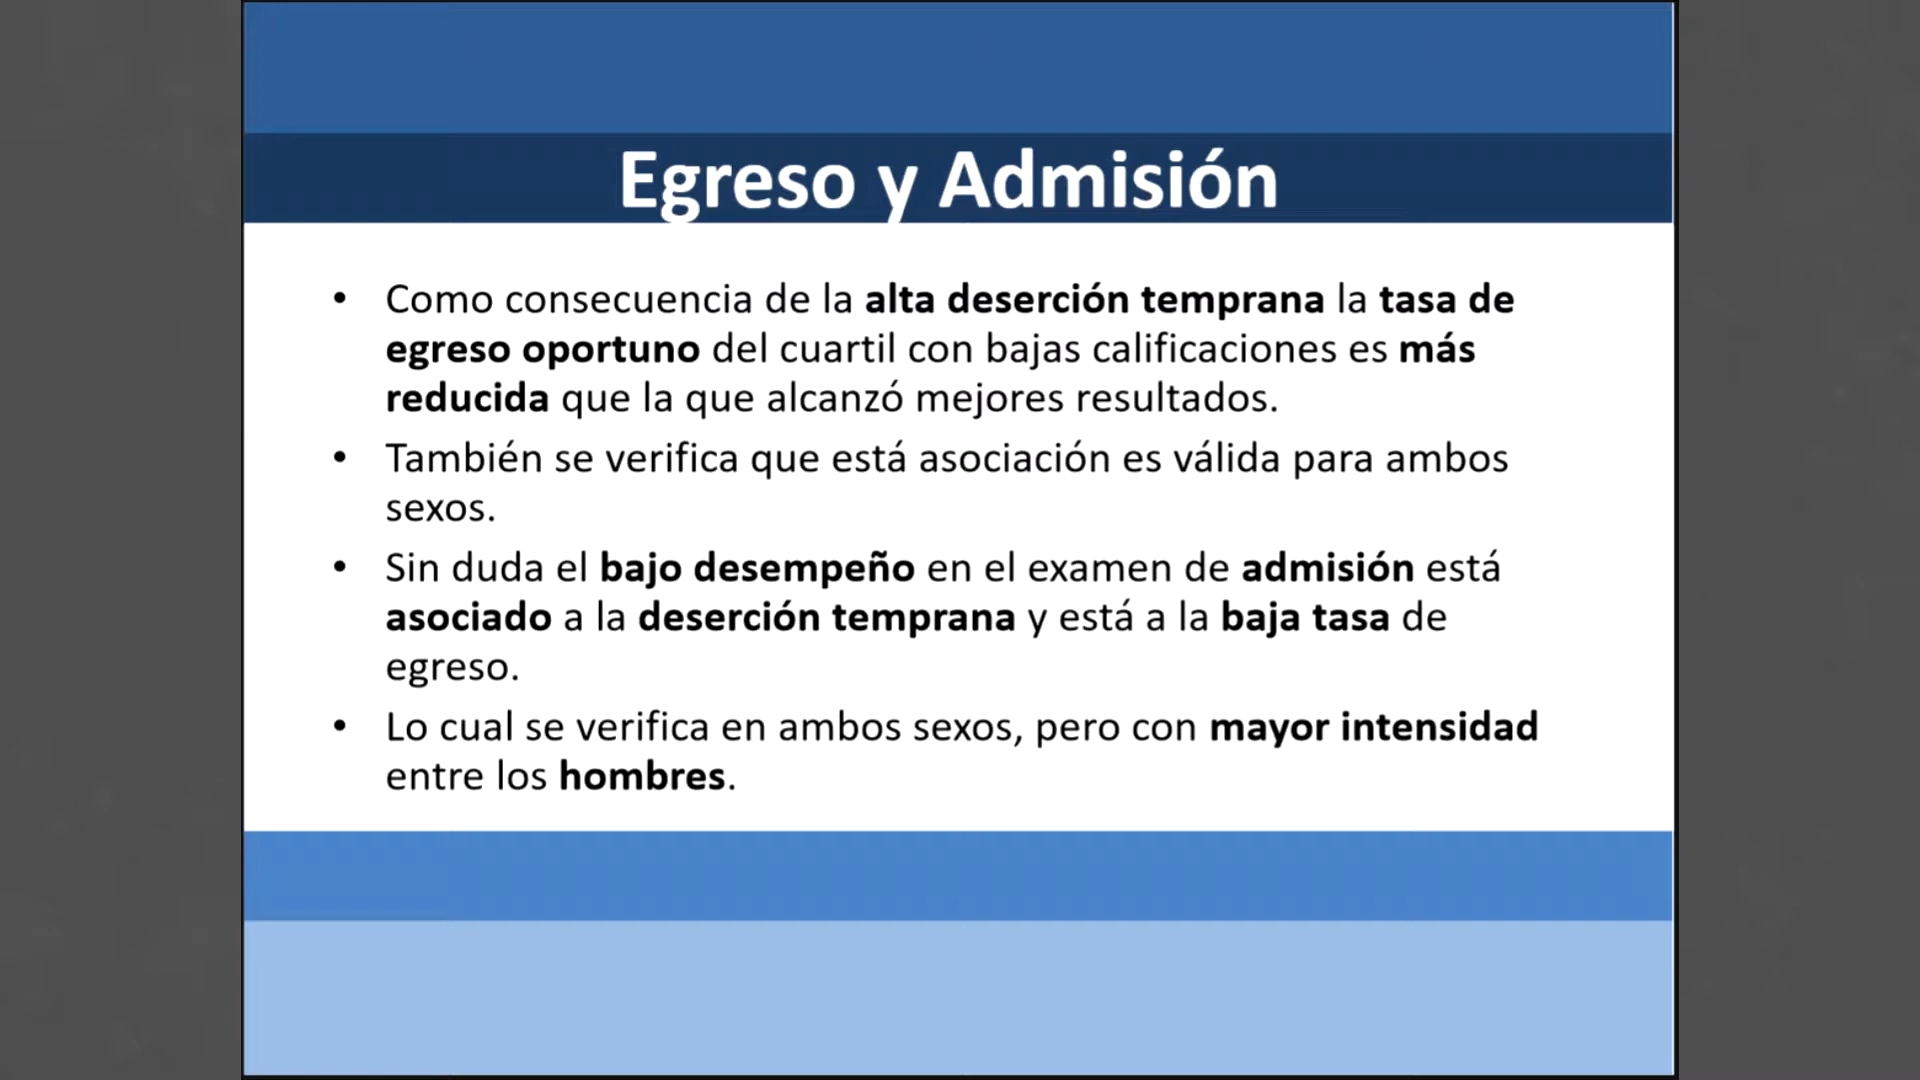 Egreso y Admisión
• Como consecuencia de la alta deserción temprana la tasa de
egreso oportuno del cuartil con bajas calificaciones es más
reducida que la que alcanzó mejores resultados.
• También se verifica que está asociación es válida para ambos
sexos.
• Sin duda el bajo desempeño en el examen de admisión está
asociado a la deserción temprana y está a la baja tasa de
egreso.
• Lo cual se verifica en ambos sexos, pero con mayor intensidad
entre los hombres.